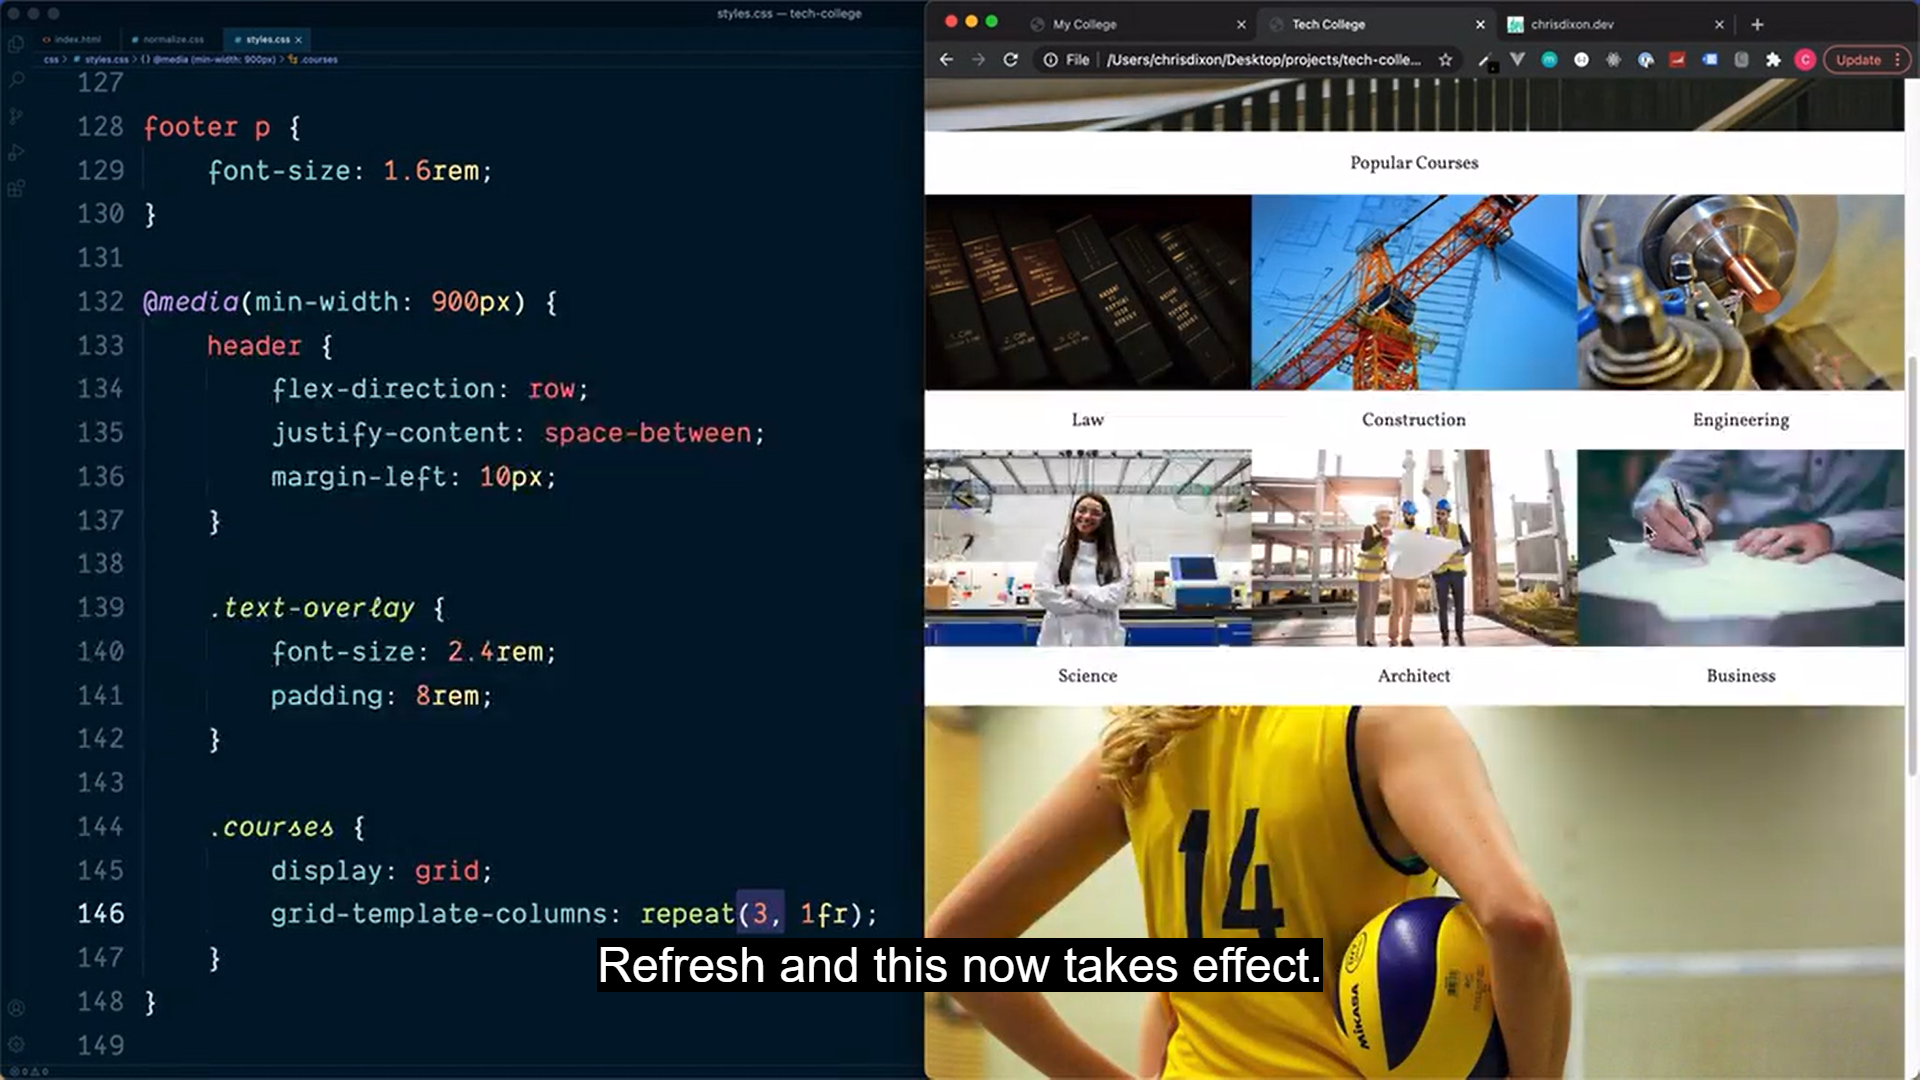 styles.css — tech-college
index.html
normalize.css
styles.css
css > styles.css > {} @media (min-width: 900px) > .courses
127
128 footer p {
129 font-size: 1.6rem;
130 }
131
132 @media(min-width: 900px) {
133 header {
134 flex-direction: row;
135 justify-content: space-between;
136 margin-left: 10px;
137 }
138
139 .text-overlay {
140 font-size: 2.4rem;
141 padding: 8rem;
142 }
143
144 .courses {
145 display: grid;
146 grid-template-columns: repeat(3, 1fr);
147 }
148 }
149
My College
Tech College
chrisdixon.dev
File /Users/chrisdixon/Desktop/projects/tech-colle...
C
Update
Popular Courses
Law
Construction
Engineering
Science
Architect
Business
14
MIKASA
Refresh and this now takes effect.